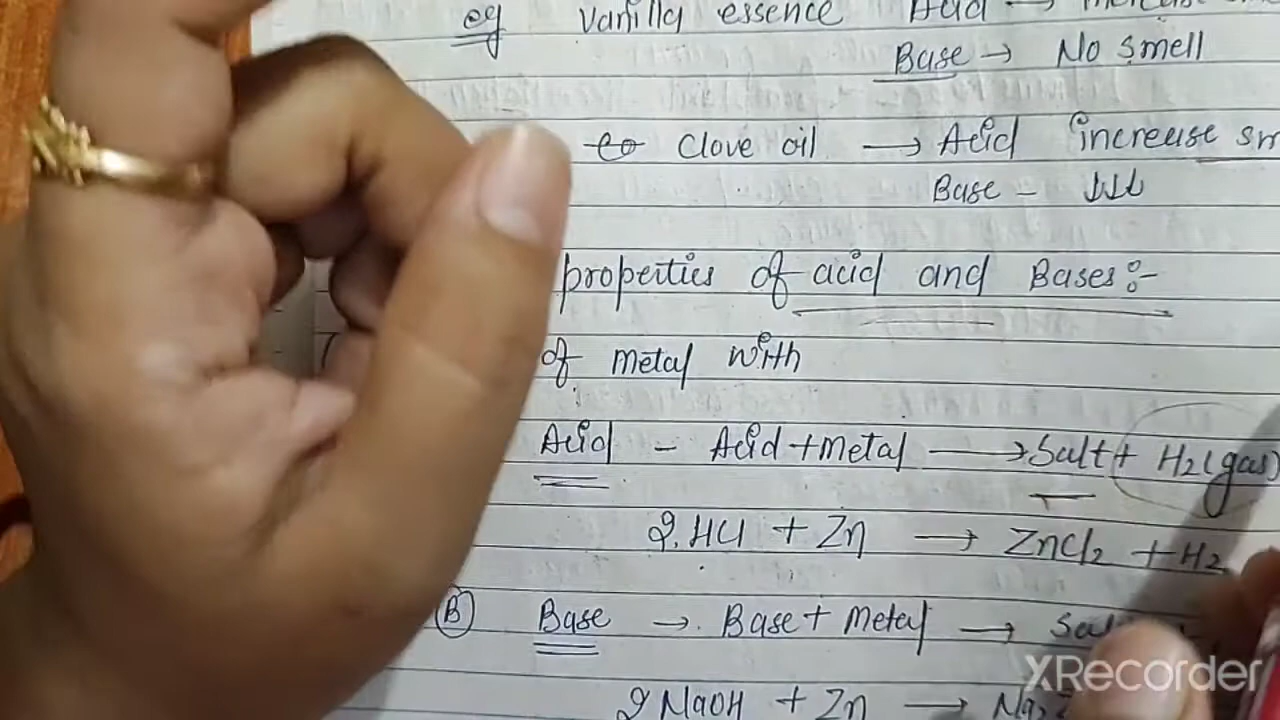 eg vanilla essence Acid →
Base → No smell
Clove oil → Acid increase
Base -
properties of acid and Bases:-
of metal with
Acid - Acid + Metal → Salt + H2 (gas)
2HCl + Zn → ZnCl2 + H2
(B) Base → Base + Metal →
2NaOH + Zn →
XRecorder